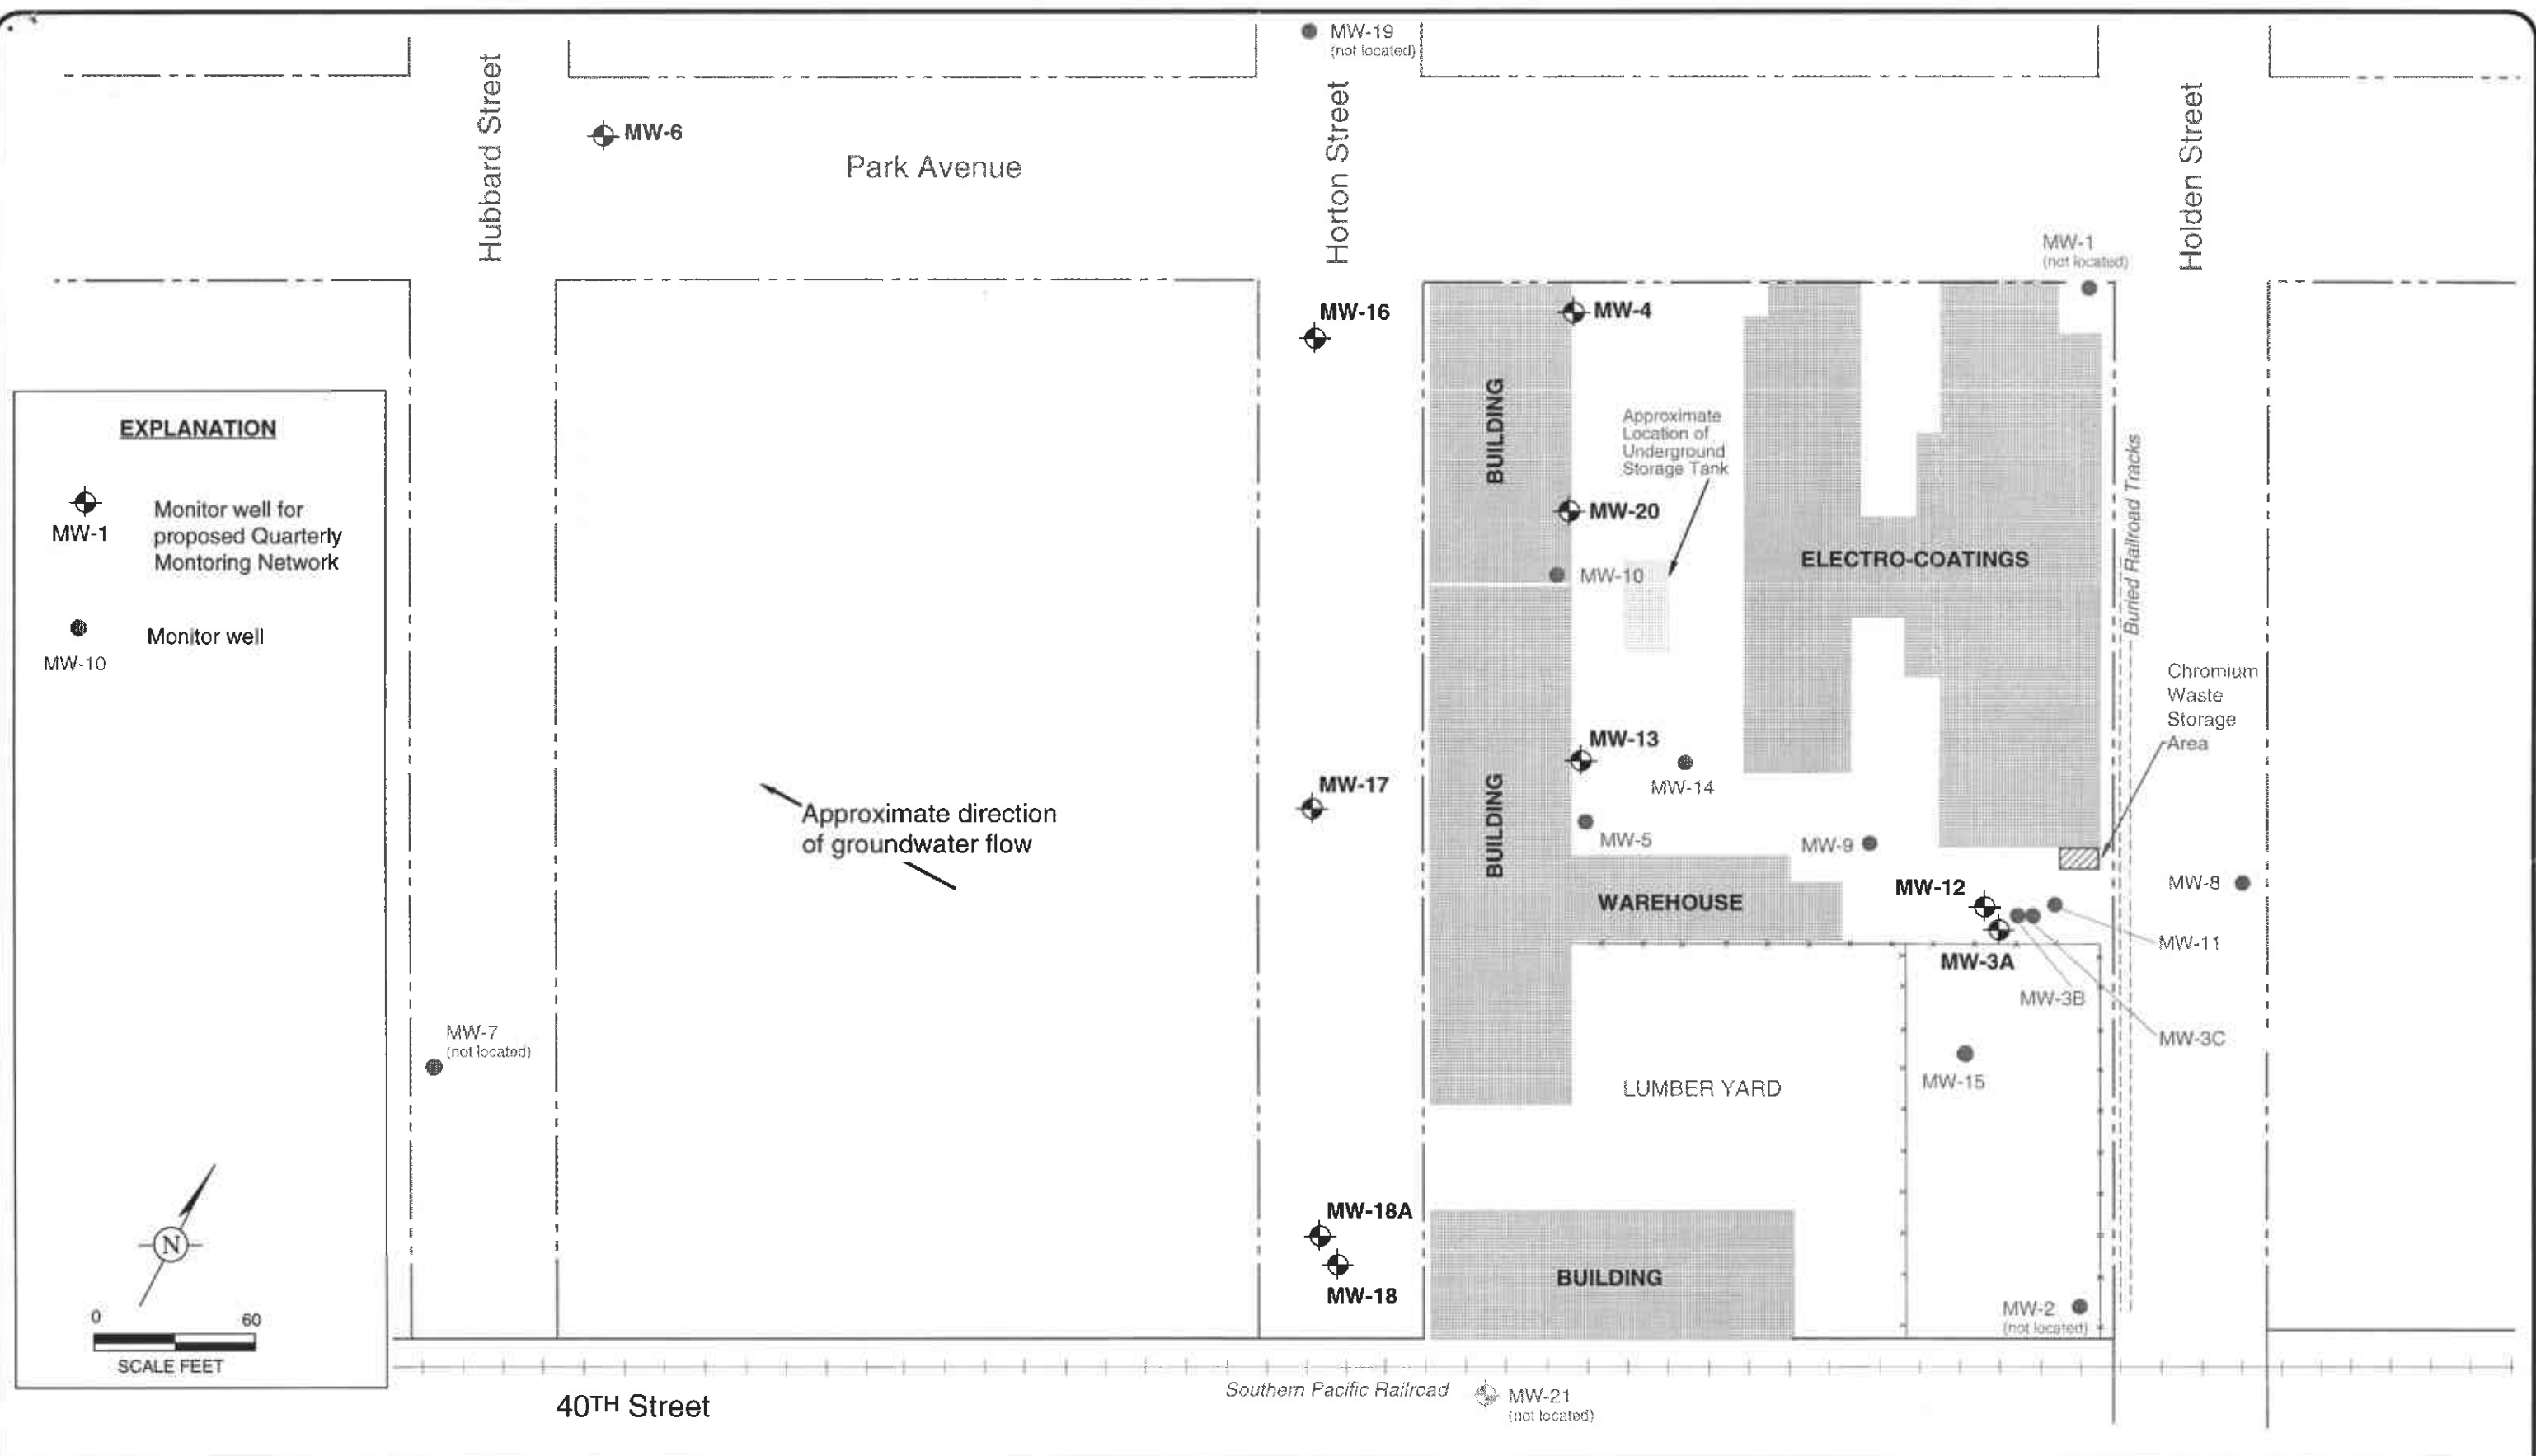 MW-19
(not located)
Hubbard Street
MW-6
Park Avenue
Horton Street
Holden Street
MW-1
(not located)
MW-16
MW-4
BUILDING
Approximate
Location of
Underground
Storage Tank
MW-20
MW-10
ELECTRO-COATINGS
Buried Railroad Tracks
EXPLANATION
MW-1
Monitor well for
proposed Quarterly
Montoring Network
MW-10
Monitor well
Chromium
Waste
Storage
Area
MW-13
MW-14
MW-17
Approximate direction
of groundwater flow
BUILDING
MW-5
MW-9
WAREHOUSE
MW-12
MW-8
MW-11
MW-3A
MW-3B
MW-3C
MW-7
(not located)
MW-15
LUMBER YARD
MW-18A
MW-18
BUILDING
MW-2
(not located)
N
0 60
SCALE FEET
40TH Street
Southern Pacific Railroad
MW-21
(not located)